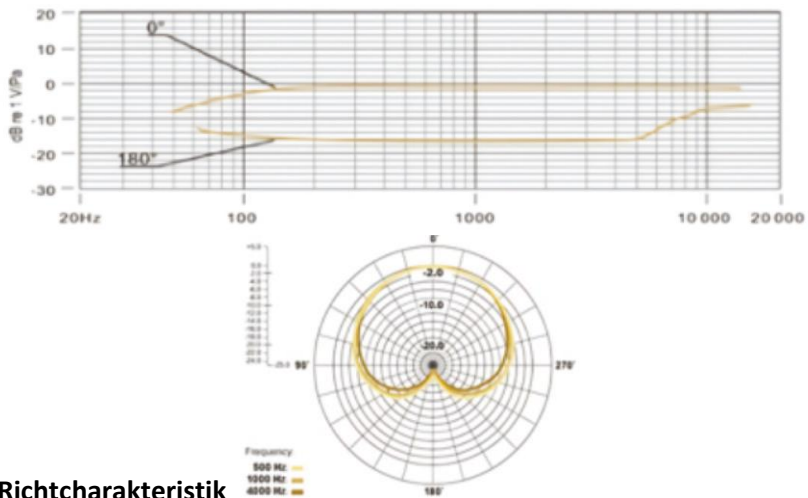 20
10
0
-10
-20
-30
dB re 1 V/Pa
0°
180°
20Hz 100 1000 10 000 20 000
0°
-2.0
-10.0
-20.0
90°
270°
180°
Frequency
500 Hz
1000 Hz
4000 Hz
Richtcharakteristik